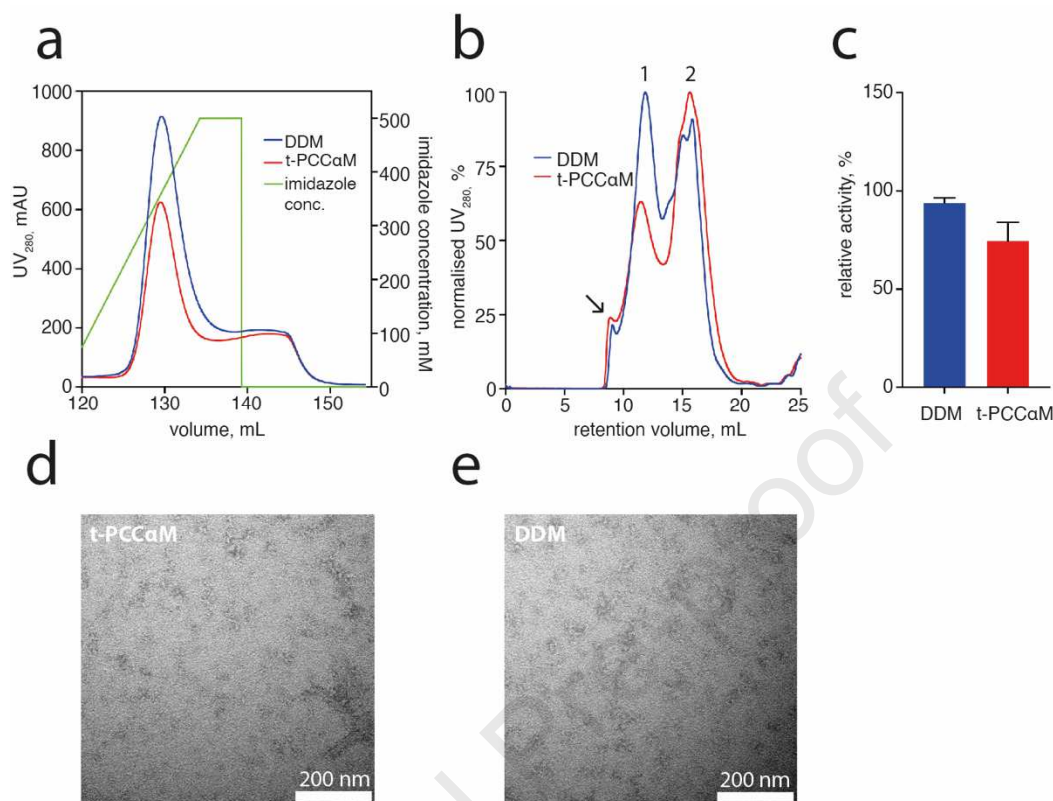 a
1000
800
600
400
200
0
UV280, mAU
120
130
140
150
volume, mL
500
400
300
200
100
0
imidazole concentration, mM
DDM
t-PCCαM
imidazole
conc.
b
1
2
100
75
50
25
0
normalised UV280, %
0
5
10
15
20
25
retention volume, mL
DDM
t-PCCαM
c
150
100
50
0
relative activity, %
DDM
t-PCCαM
d
t-PCCαM
200 nm
e
DDM
200 nm